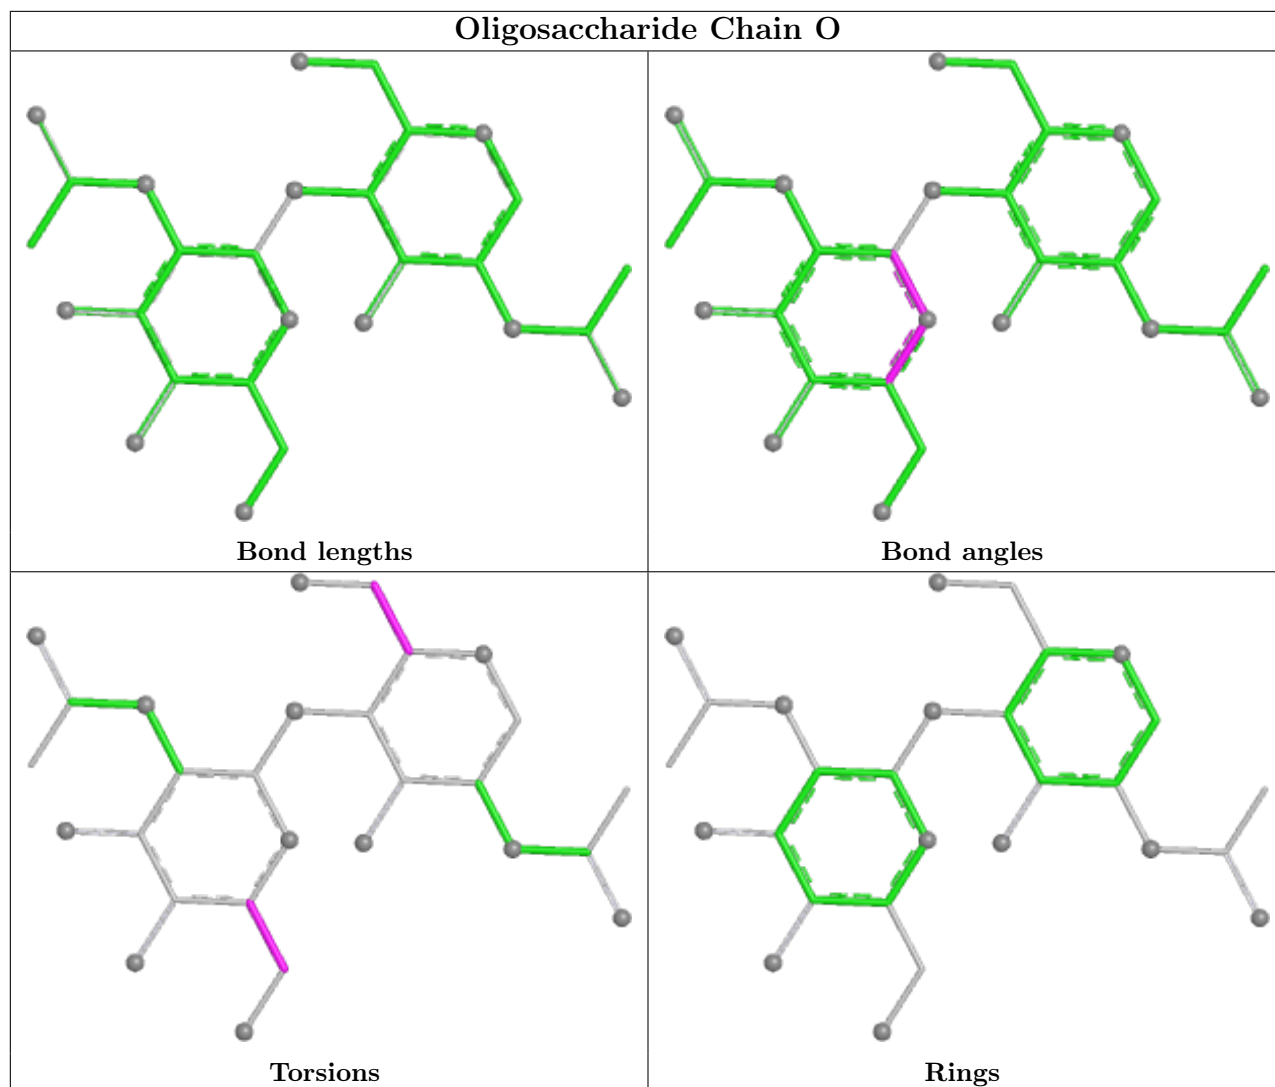 Oligosaccharide Chain O
Bond lengths
Bond angles
Torsions
Rings